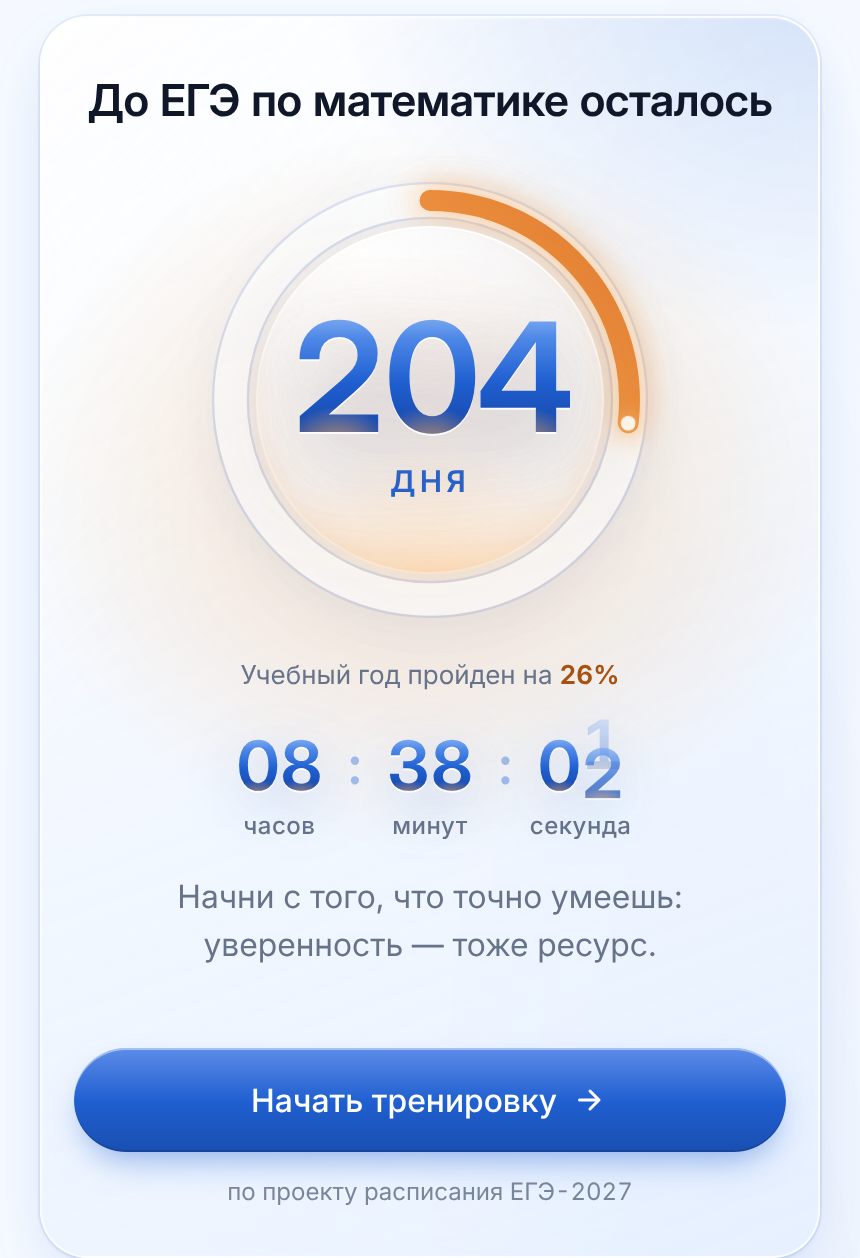 До ЕГЭ по математике осталось
204
ДНЯ
Учебный год пройден на 26%
08 : 38 : 01
часов минут секунда
Начни с того, что точно умеешь:
уверенность — тоже ресурс.
Начать тренировку →
по проекту расписания ЕГЭ-2027